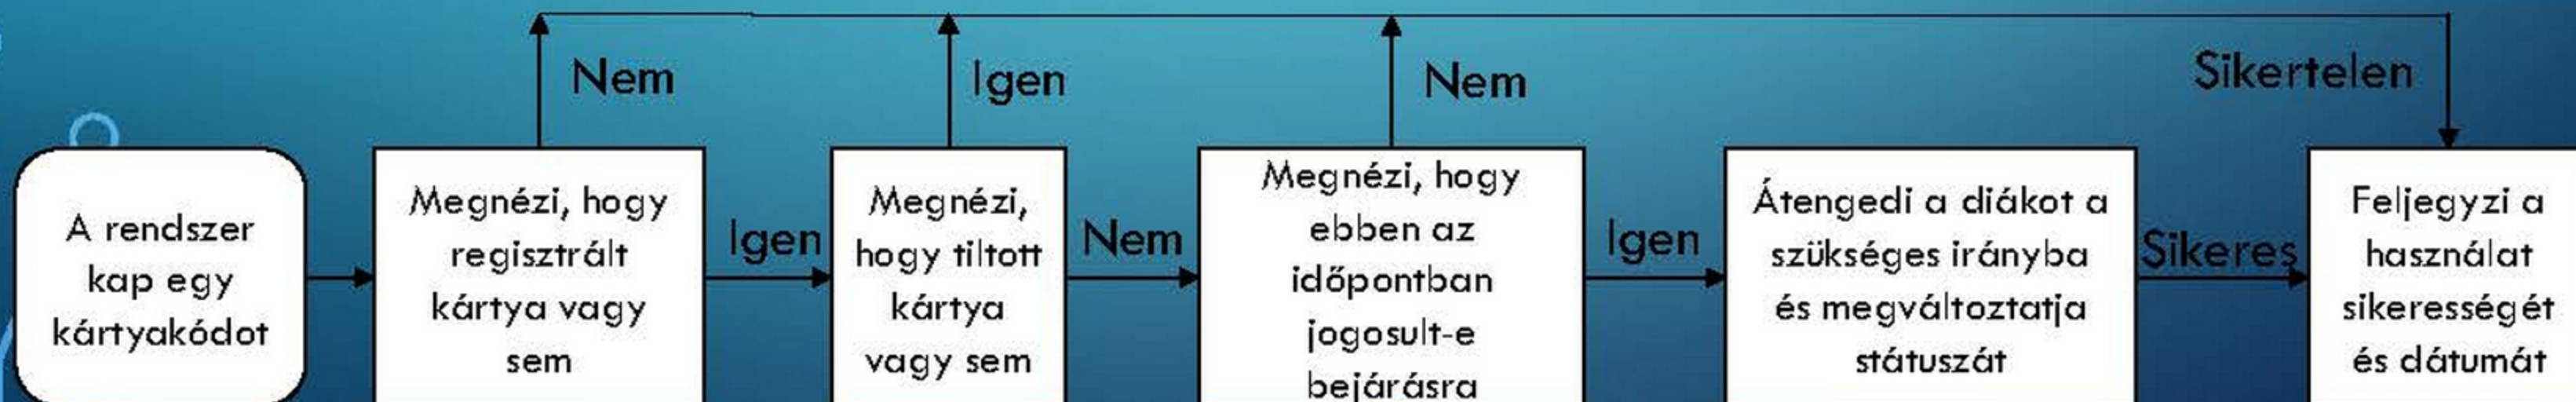 Nem
Igen
Nem
Sikertelen
A rendszer
kap egy
kártyakódot
Megnézi, hogy
regisztrált
kártya vagy
sem
Igen
Megnézi,
hogy tiltott
kártya
vagy sem
Nem
Megnézi, hogy
ebben az
időpontban
jogosult-e
bejárásra
Igen
Átengedi a diákot a
szükséges irányba
és megváltoztatja
státuszát
Sikeres
Feljegyzi a
használat
sikerességét
és dátumát